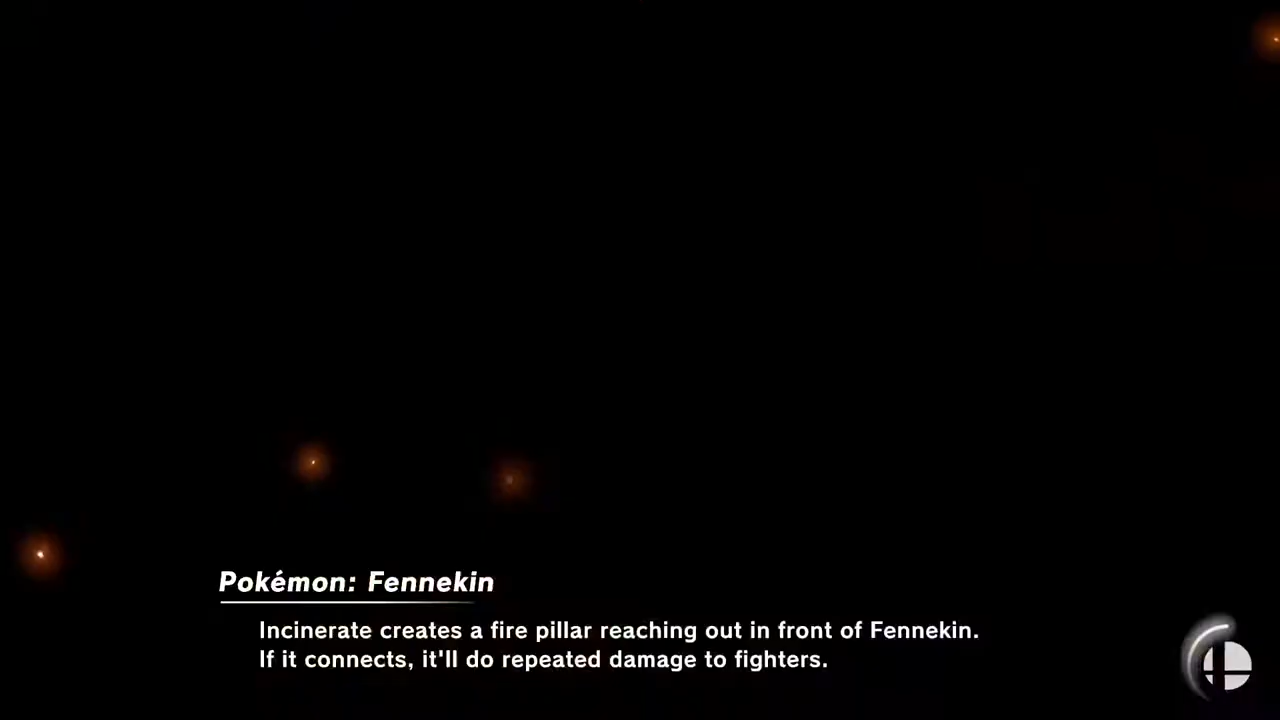 Pokémon: Fennekin
Incinerate creates a fire pillar reaching out in front of Fennekin.
If it connects, it'll do repeated damage to fighters.